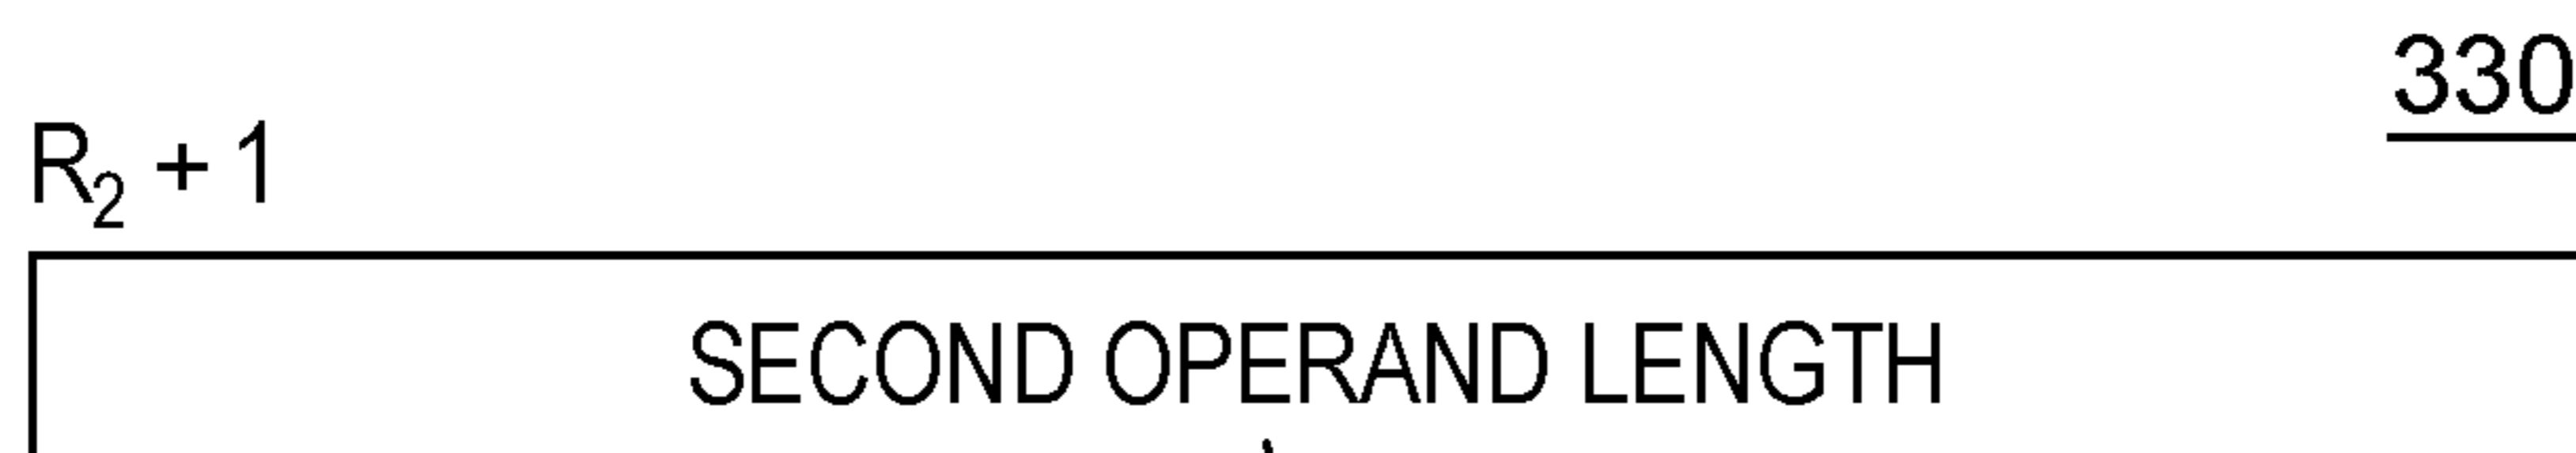 330
R₂ + 1
SECOND OPERAND LENGTH